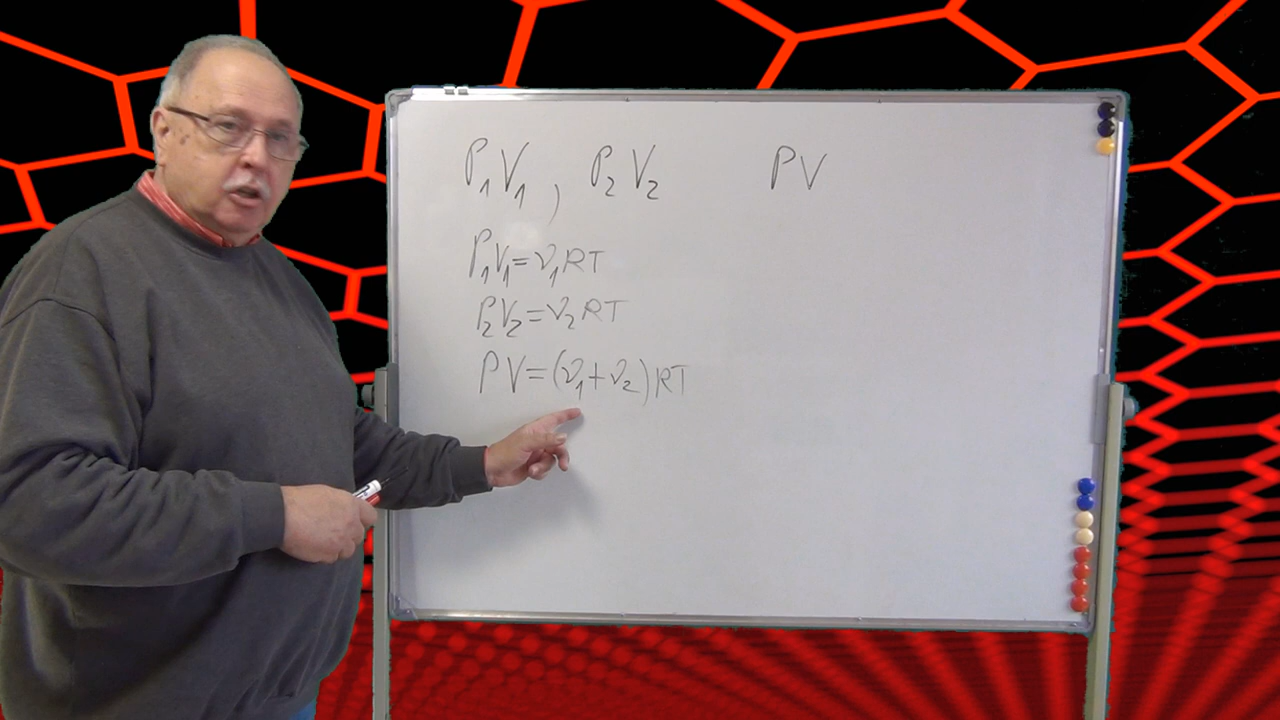 P₁V₁, P₂V₂ PV
P₁V₁=ν₁RT
P₂V₂=ν₂RT
PV=(ν₁+ν₂)RT